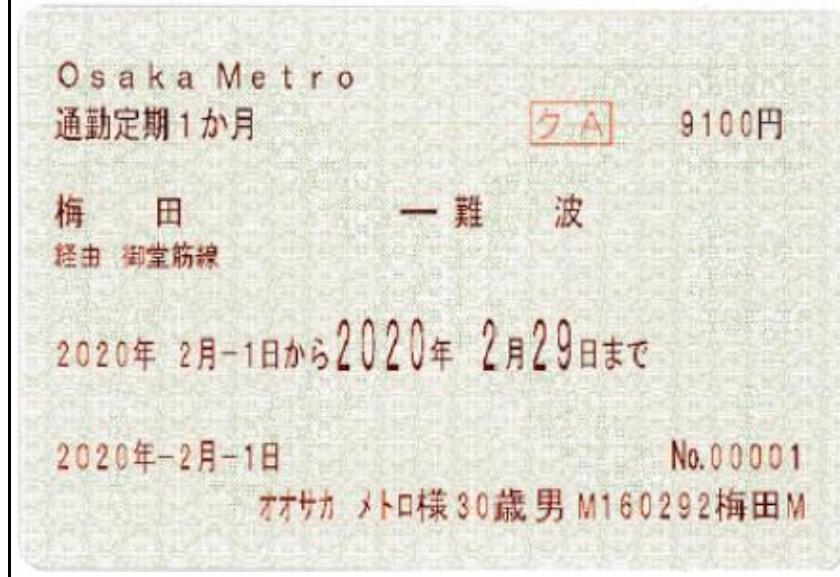 Osaka Metro
通勤定期1か月 クA 9100円
梅田 ー 難波
経由 御堂筋線
2020年 2月-1日から2020年 2月29日まで
2020年-2月-1日 No.00001
オオサカ メトロ様30歳男 M160292梅田M